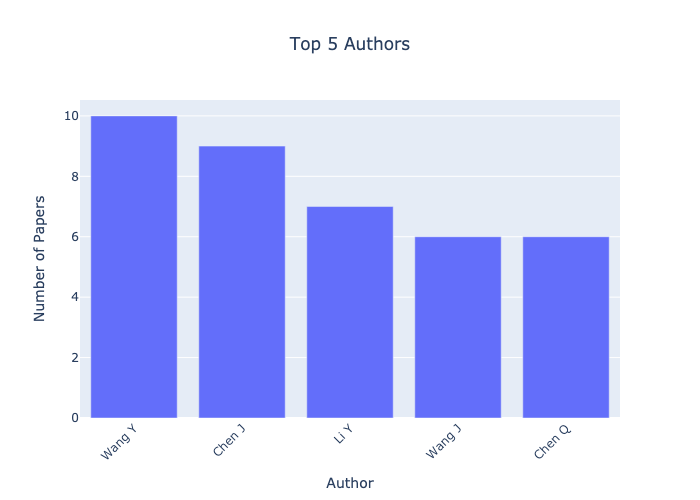 Top 5 Authors
Number of Papers
10
8
6
4
2
0
Wang Y
Chen J
Li Y
Wang J
Chen Q
Author